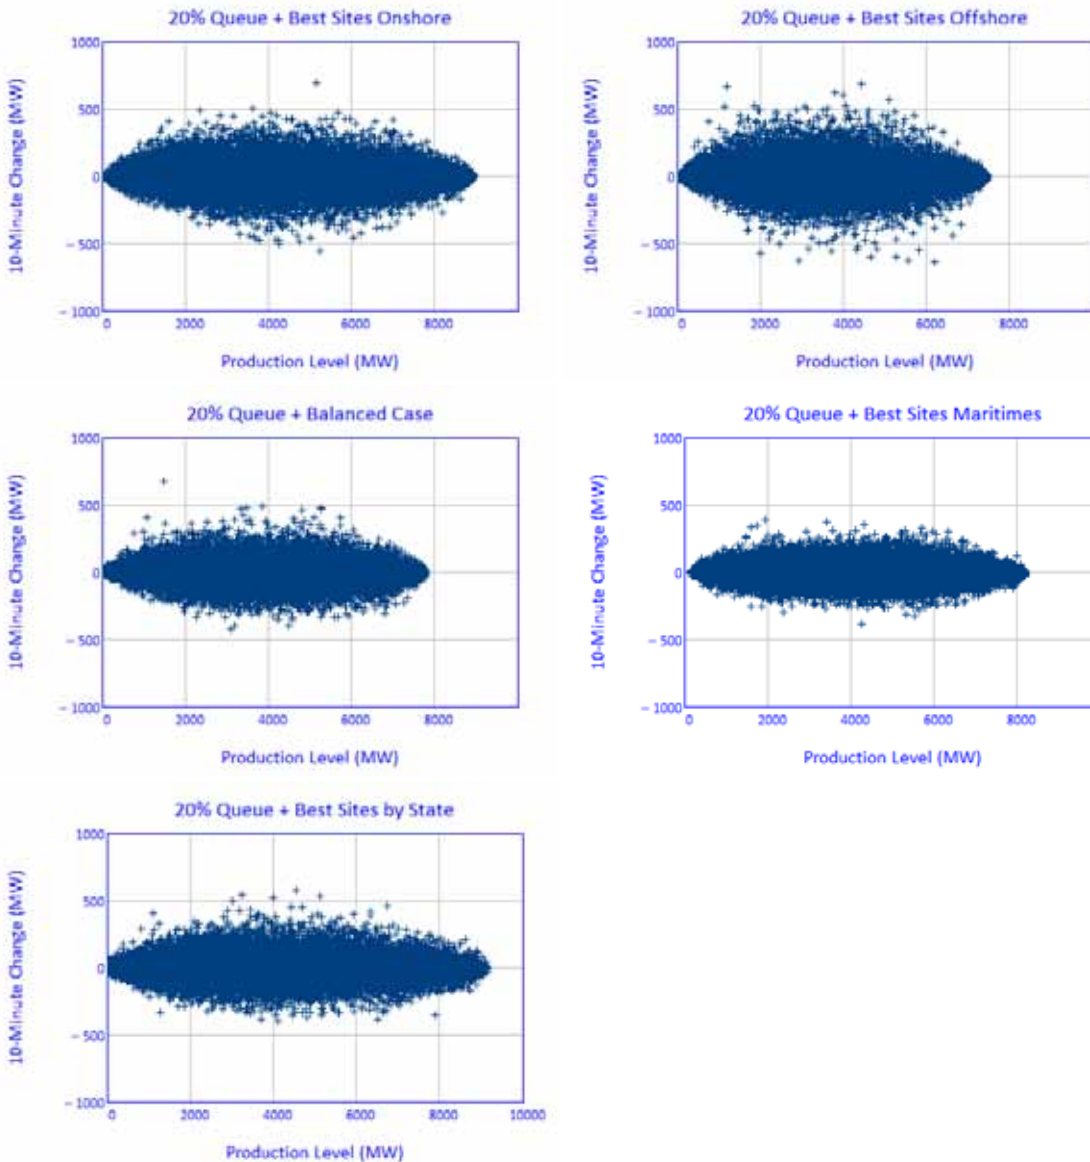 20% Queue + Best Sites Onshore
10-Minute Change (MW)
1000
500
0
– 500
– 1000
0 2000 4000 6000 8000
Production Level (MW)
20% Queue + Best Sites Offshore
10-Minute Change (MW)
1000
500
0
– 500
– 1000
0 2000 4000 6000 8000
Production Level (MW)
20% Queue + Balanced Case
10-Minute Change (MW)
1000
500
0
– 500
– 1000
0 2000 4000 6000 8000
Production Level (MW)
20% Queue + Best Sites Maritimes
10-Minute Change (MW)
1000
500
0
– 500
– 1000
0 2000 4000 6000 8000
Production Level (MW)
20% Queue + Best Sites by State
10-Minute Change (MW)
1000
500
0
– 500
– 1000
0 2000 4000 6000 8000 10000
Production Level (MW)